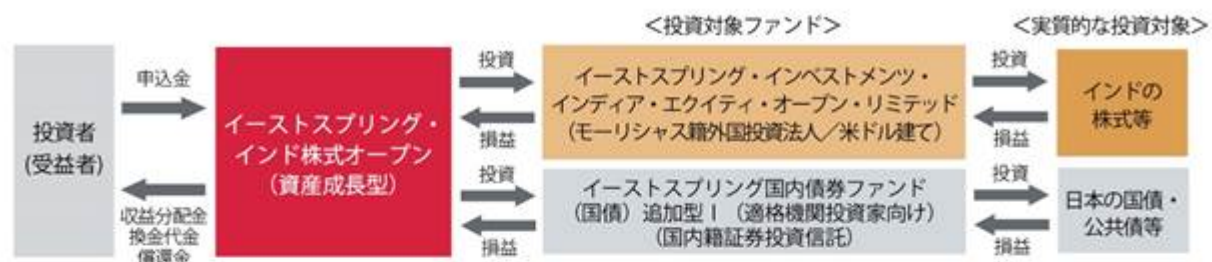 ＜投資対象ファンド＞
＜実質的な投資対象＞
投資者
(受益者)
申込金
収益分配金
換金代金
償還金
イーストスプリング・
インド株式オープン
（資産成長型）
投資
損益
投資
損益
イーストスプリング・インベストメンツ・
インディア・エクイティ・オープン・リミテッド
（モーリシャス籍外国投資法人／米ドル建て）
イーストスプリング国内債券ファンド
（国債）追加型Ⅰ（適格機関投資家向け）
（国内籍証券投資信託）
投資
損益
投資
損益
インドの
株式等
日本の国債・
公共債等